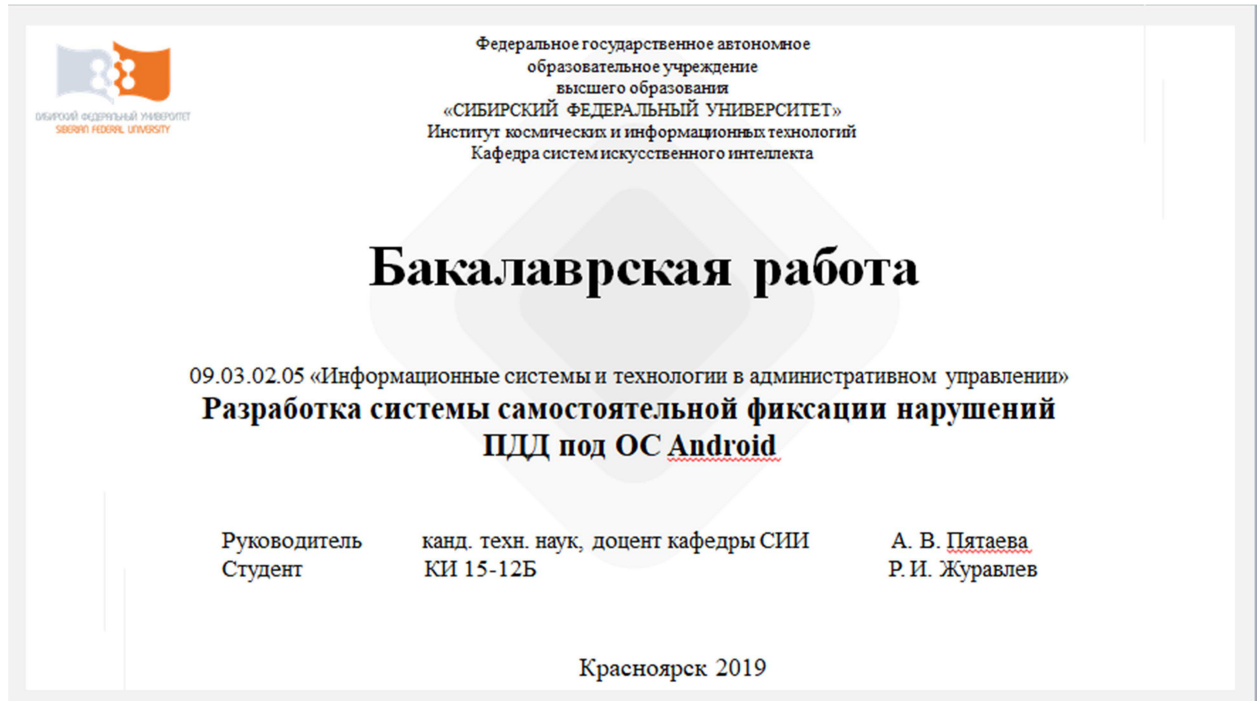 СИБИРСКИЙ ФЕДЕРАЛЬНЫЙ УНИВЕРСИТЕТ
SIBERIAN FEDERAL UNIVERSITY
Федеральное государственное автономное
образовательное учреждение
высшего образования
«СИБИРСКИЙ ФЕДЕРАЛЬНЫЙ УНИВЕРСИТЕТ»
Институт космических и информационных технологий
Кафедра систем искусственного интеллекта
Бакалаврская работа
09.03.02.05 «Информационные системы и технологии в административном управлении»
Разработка системы самостоятельной фиксации нарушений
ПДД под ОС Android
Руководитель канд. техн. наук, доцент кафедры СИИ А. В. Пятаева
Студент КИ 15-12Б Р. И. Журавлев
Красноярск 2019